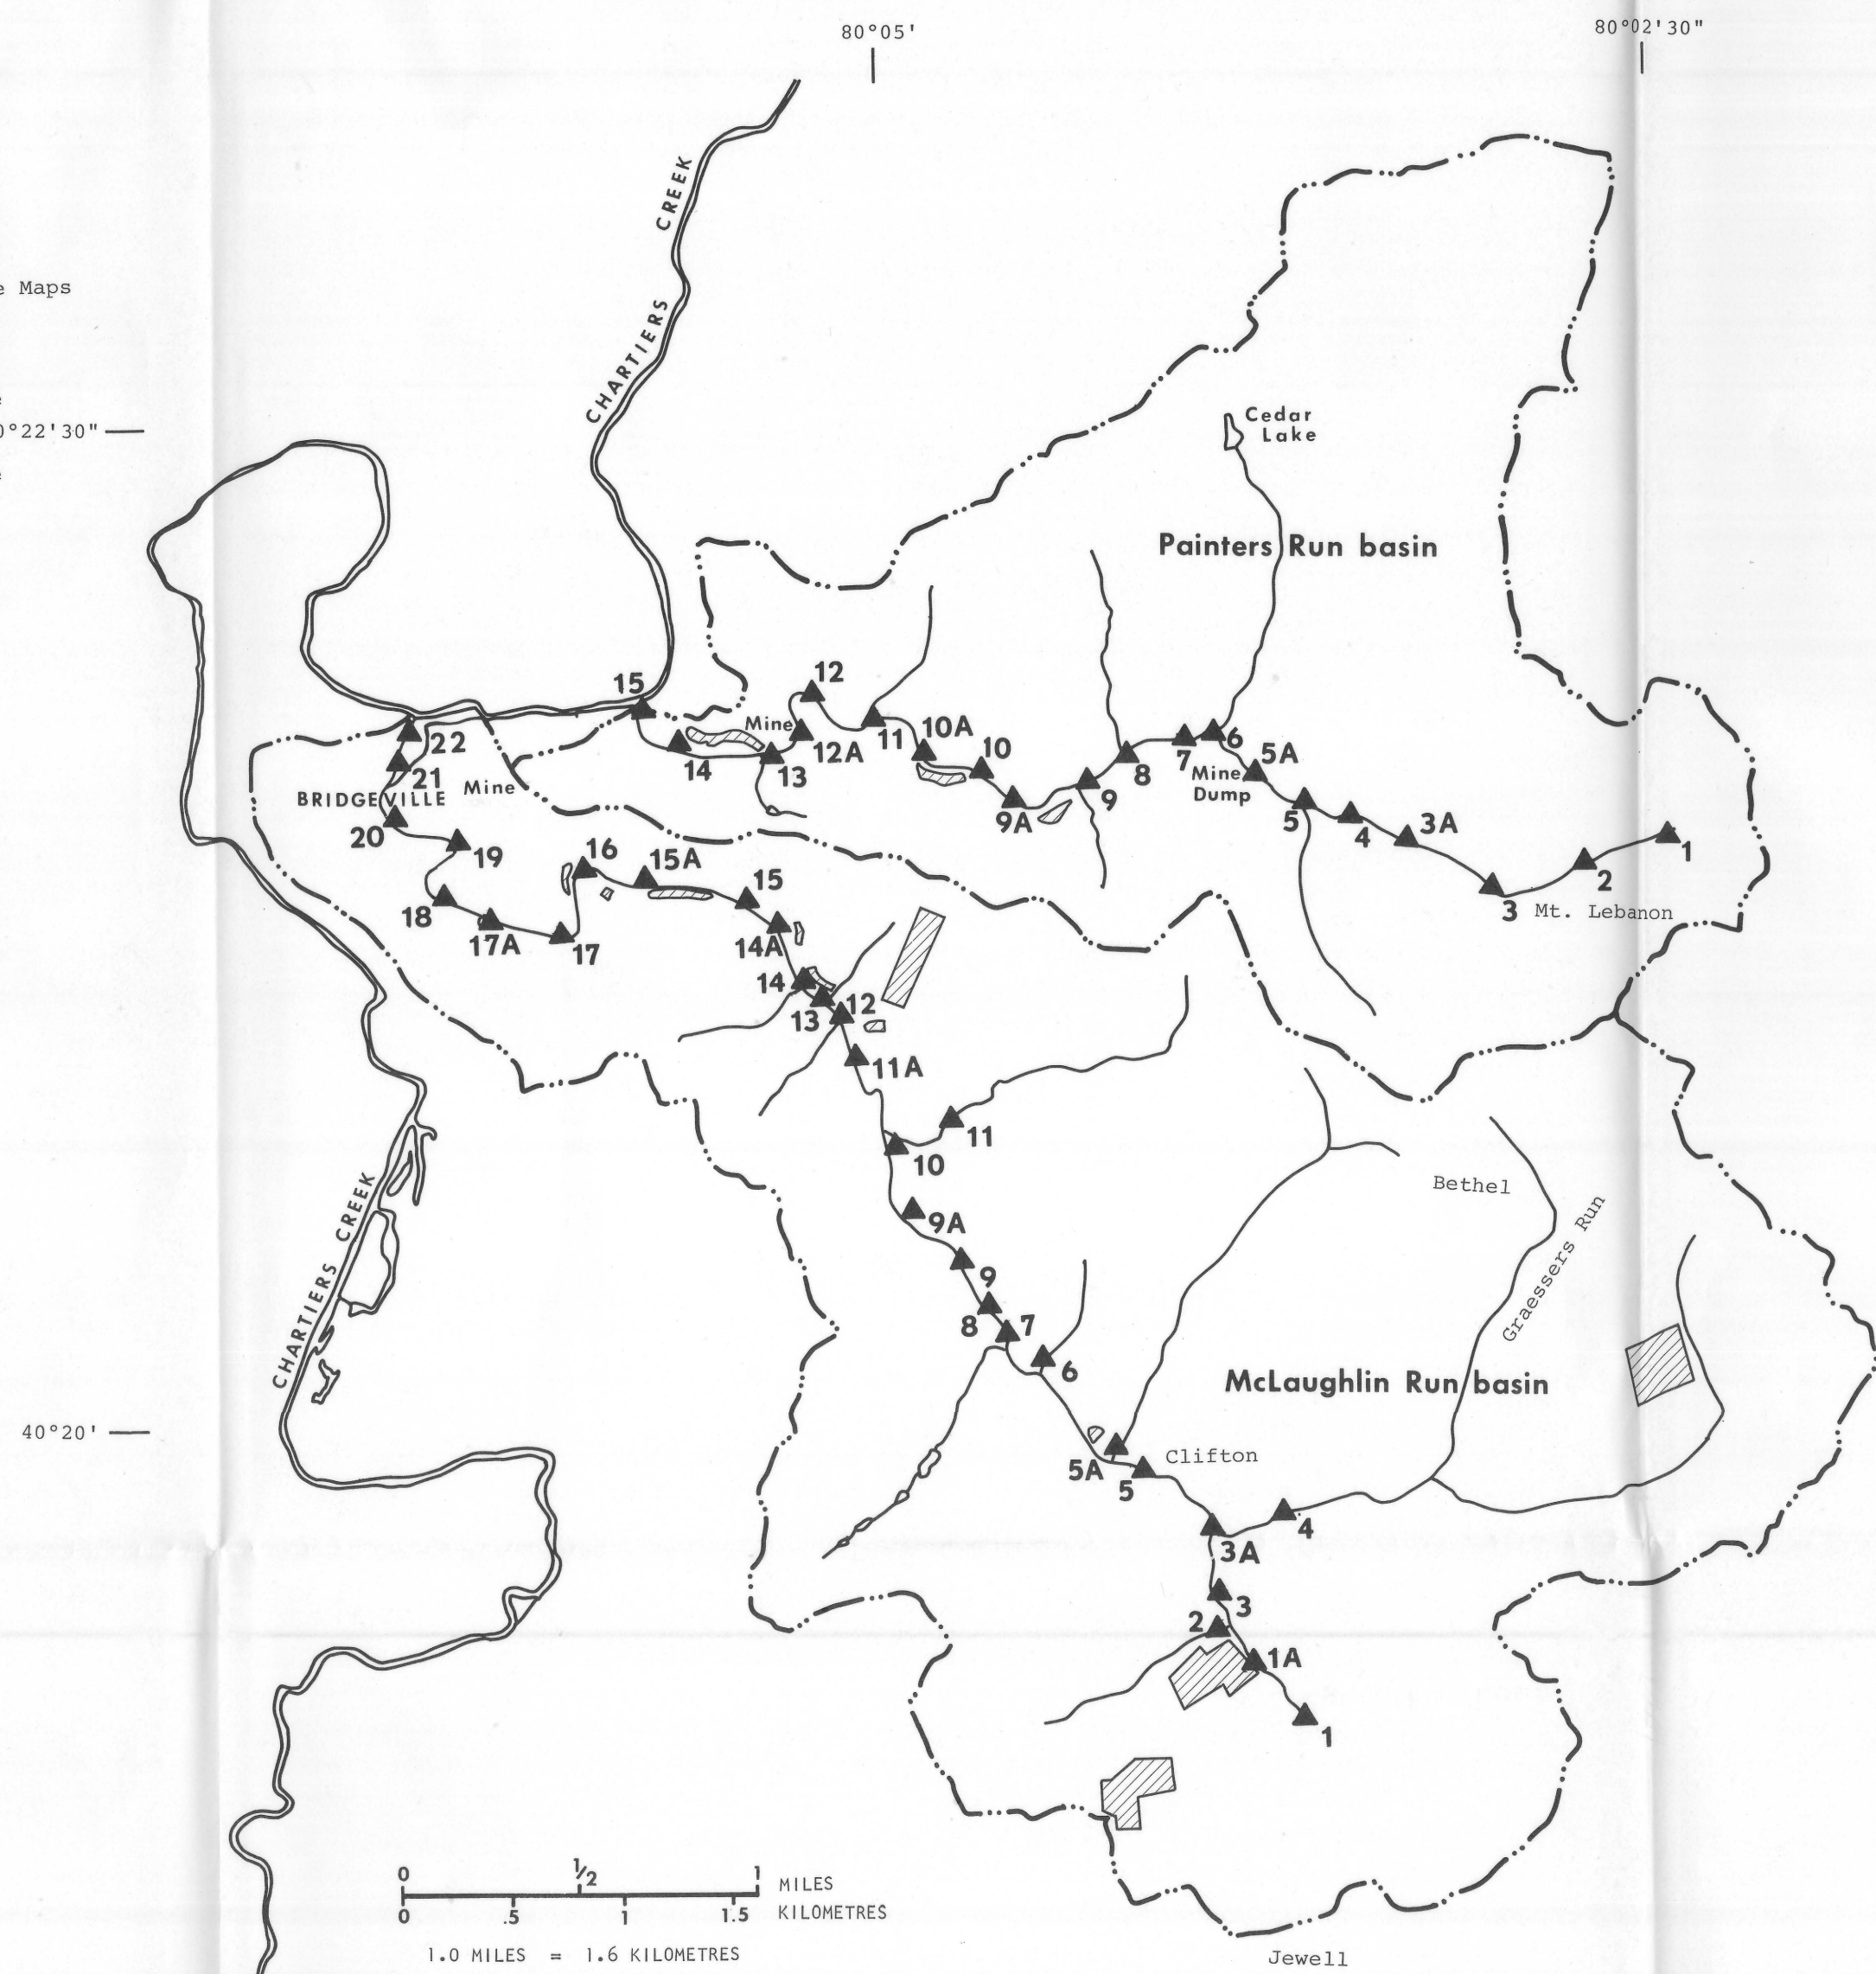 80°05'
80°02'30"
CHARTIERS CREEK
e Maps
0°22'30"
Cedar
Lake
Painters Run basin
15
14
Mine
13
12
12A
11
10A
10
9A
9
8
7
6
5A
Mine
Dump
5
4
3A
3
2
1
Mt. Lebanon
22
21
BRIDGEVILLE
Mine
20
19
18
17A
17
16
15A
15
14A
14
13
12
11A
11
10
9A
9
8
7
6
Bethel
Graessers Run
CHARTIERS CREEK
McLaughlin Run basin
40°20'
5A
5
Clifton
4
3A
3
2
1A
1
0 1/2 1 MILES
0 .5 1 1.5 KILOMETRES
1.0 MILES = 1.6 KILOMETRES
Jewell